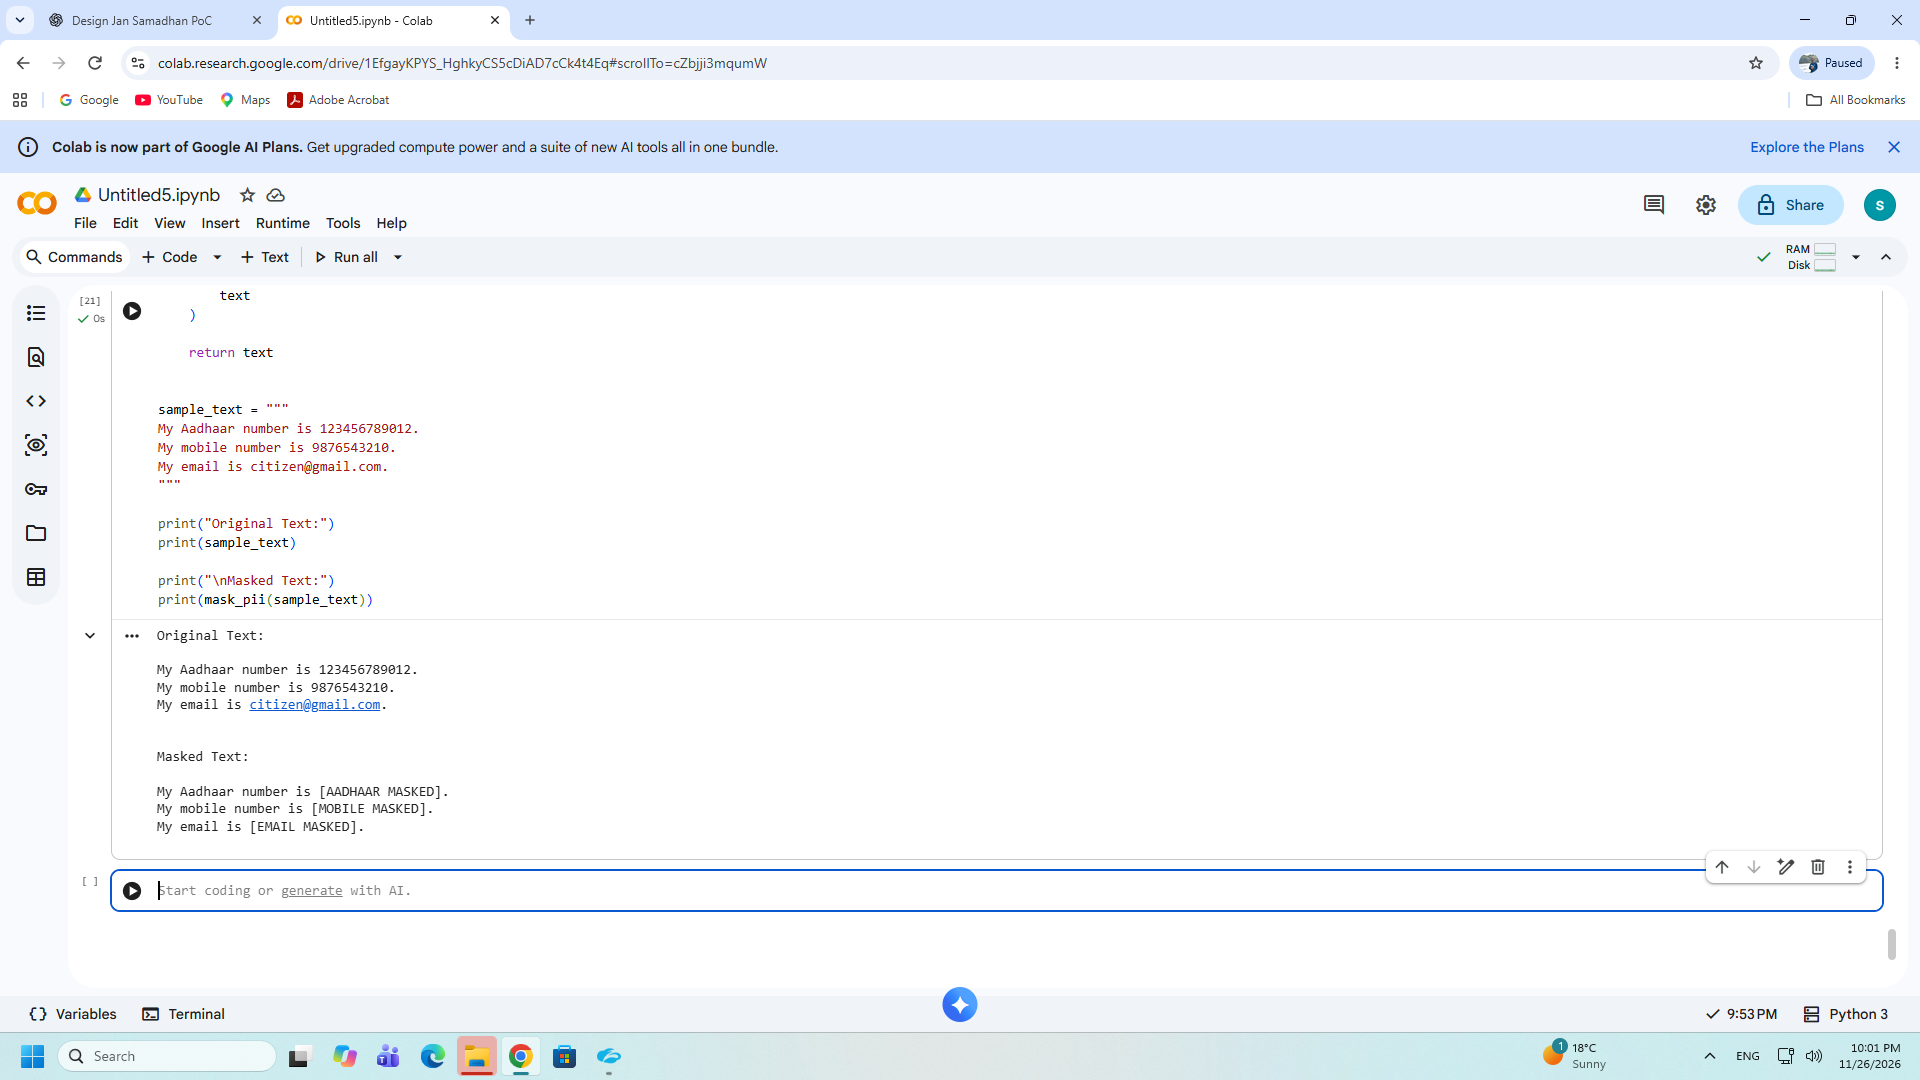 Design Jan Samadhan PoC
Untitled5.ipynb - Colab
colab.research.google.com/drive/1EfgayKPYS_HghkyCS5cDiAD7cCk4t4Eq#scrollTo=cZbjji3mqumW
Paused
Google
YouTube
Maps
Adobe Acrobat
All Bookmarks
Colab is now part of Google AI Plans. Get upgraded compute power and a suite of new AI tools all in one bundle.
Explore the Plans
Untitled5.ipynb
File Edit View Insert Runtime Tools Help
Share
S
Commands + Code + Text Run all
RAM
Disk
[21]
0s
text
)
return text
sample_text = """
My Aadhaar number is 123456789012.
My mobile number is 9876543210.
My email is citizen@gmail.com.
"""
print("Original Text:")
print(sample_text)
print("\nMasked Text:")
print(mask_pii(sample_text))
Original Text:
My Aadhaar number is 123456789012.
My mobile number is 9876543210.
My email is citizen@gmail.com.
Masked Text:
My Aadhaar number is [AADHAAR MASKED].
My mobile number is [MOBILE MASKED].
My email is [EMAIL MASKED].
[ ]
Start coding or generate with AI.
Variables
Terminal
9:53 PM
Python 3
Search
1
18°C
Sunny
ENG
10:01 PM
11/26/2026